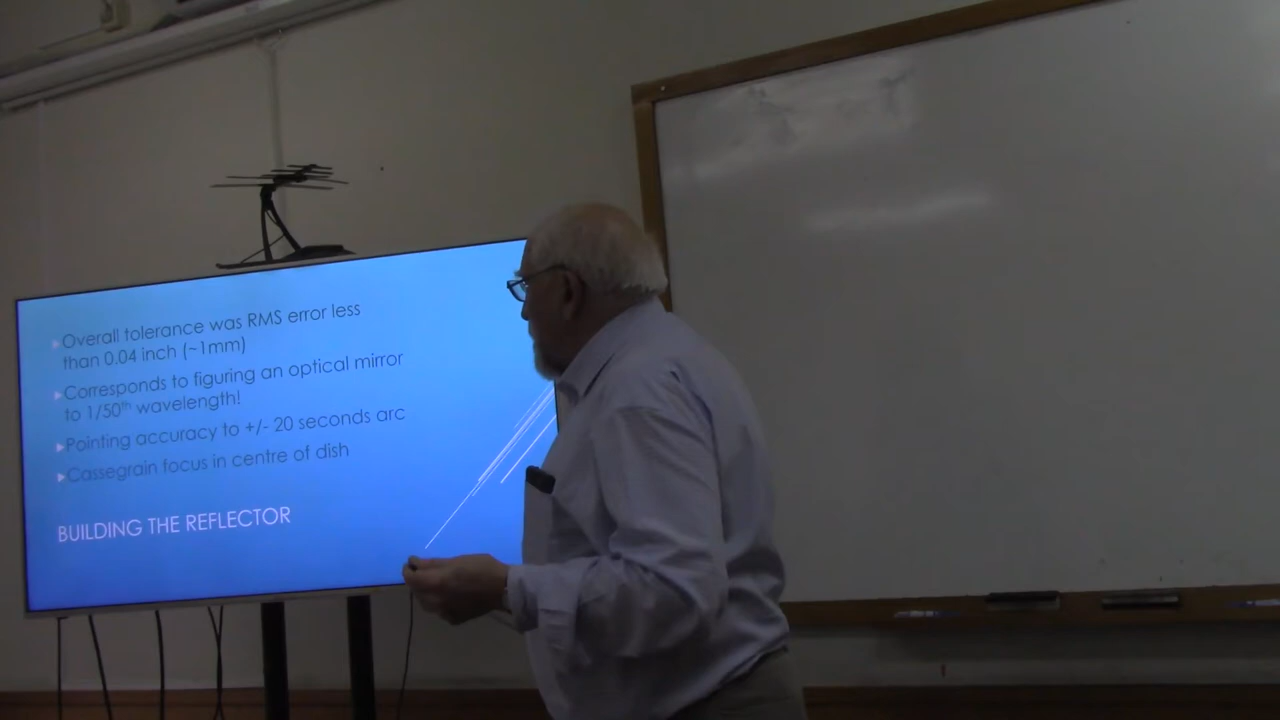 Overall tolerance was RMS error less
than 0.04 inch (~1mm)
Corresponds to figuring an optical mirror
to 1/50th wavelength!
Pointing accuracy to +/- 20 seconds arc
Cassegrain focus in centre of dish
BUILDING THE REFLECTOR